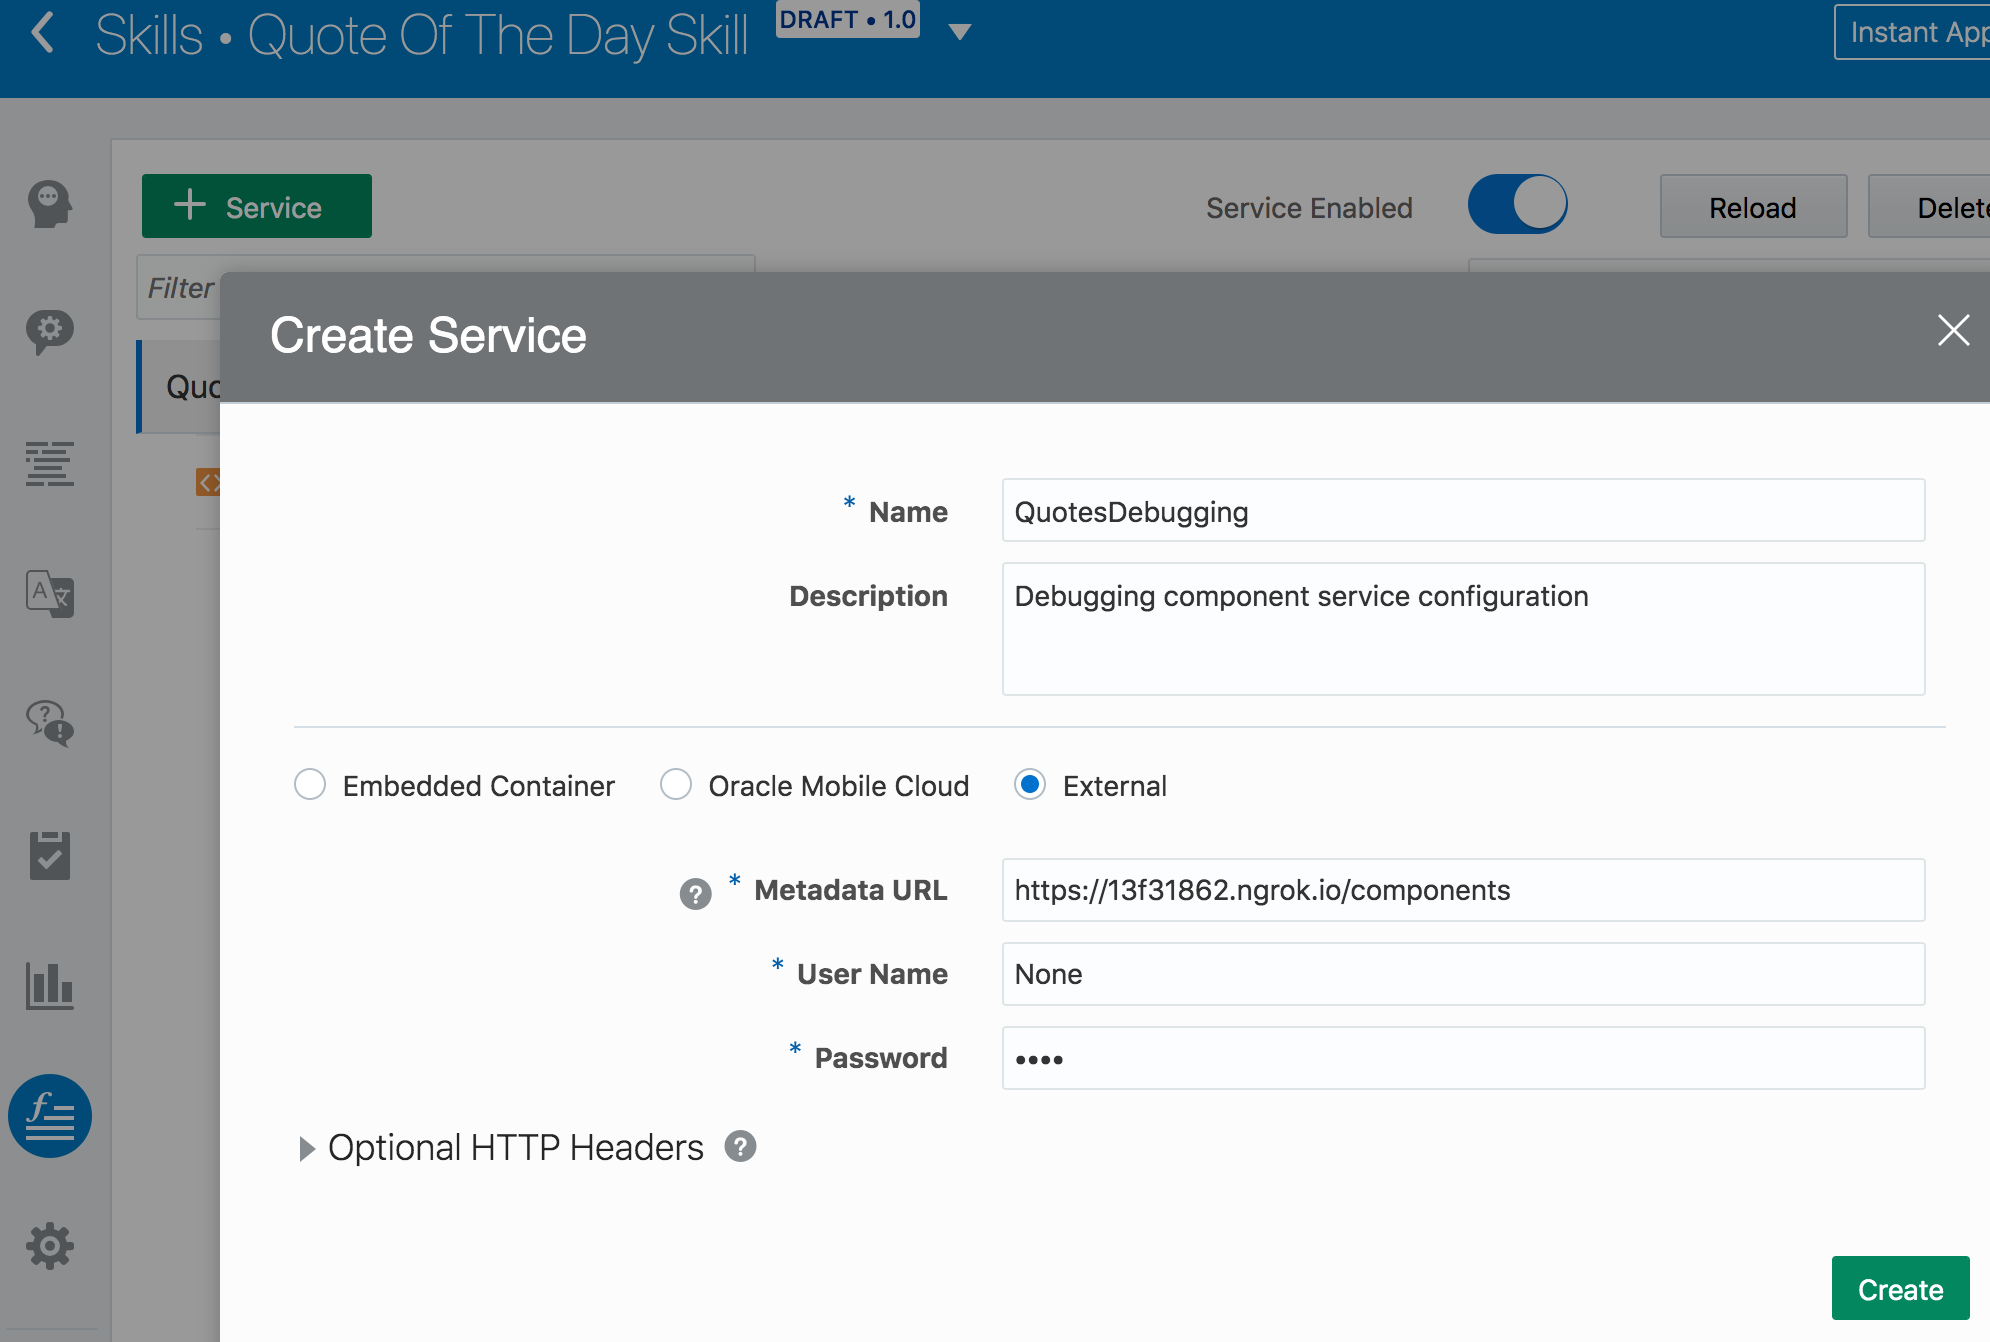 Skills • Quote Of The Day Skill DRAFT • 1.0
Instant App
+ Service
Service Enabled
Reload
Delete
Filter
Create Service
Quo
* Name QuotesDebugging
* Description Debugging component service configuration
Embedded Container Oracle Mobile Cloud External
? * Metadata URL https://13f31862.ngrok.io/components
* User Name None
* Password ••••
Optional HTTP Headers ?
Create